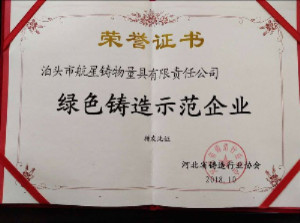 荣誉证书
泊头市航星铸物量具有限责任公司
绿色铸造示范企业
特发此证
河北省铸造行业协会
2018.10